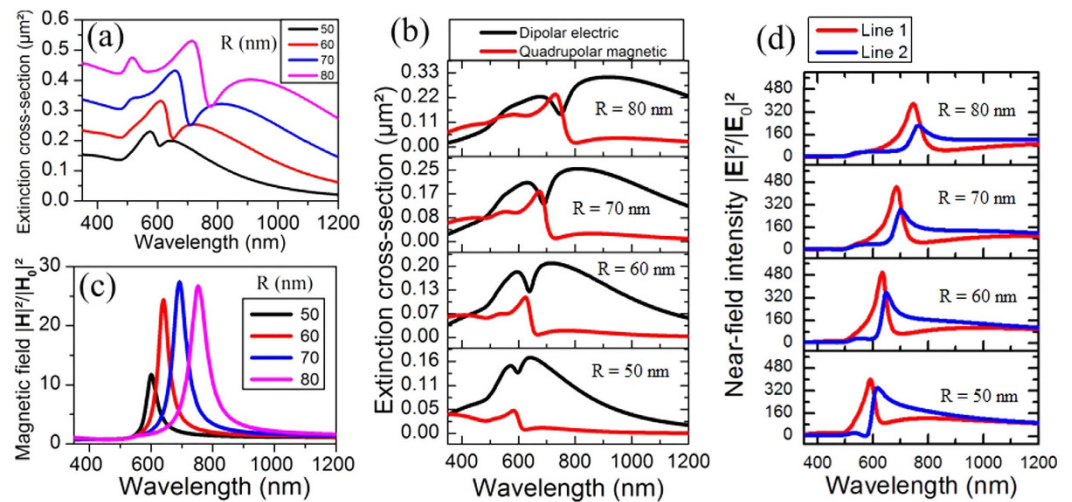 (a)
Extinction cross-section (µm²)
0.6
0.5
0.4
0.3
0.2
0.1
0.0
R (nm)
50
60
70
80
400 600 800 1000 1200
Wavelength (nm)
(b)
Dipolar electric
Quadrupolar magnetic
Extinction cross-section (µm²)
0.33
0.22
0.11
0.00
R = 80 nm
0.25
0.17
0.08
0.00
R = 70 nm
0.20
0.13
0.07
0.00
R = 60 nm
0.16
0.11
0.05
0.00
R = 50 nm
400 600 800 1000 1200
Wavelength (nm)
(c)
Magnetic field |H|²/|H₀|²
30
25
20
15
10
5
0
R (nm)
50
60
70
80
400 600 800 1000 1200
Wavelength (nm)
(d)
Line 1
Line 2
Near-field intensity |E|²/|E₀|²
480
320
160
0
R = 80 nm
480
320
160
0
R = 70 nm
480
320
160
0
R = 60 nm
480
320
160
0
R = 50 nm
400 600 800 1000 1200
Wavelength (nm)